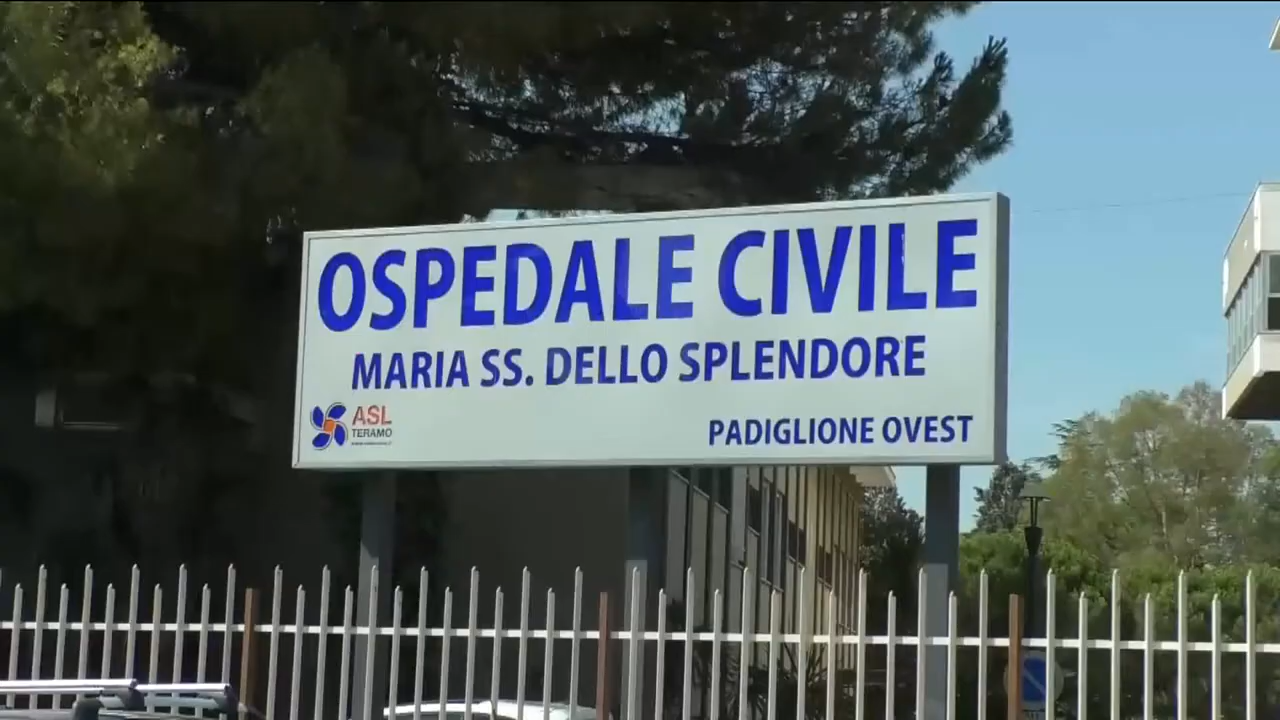 OSPEDALE CIVILE
MARIA SS. DELLO SPLENDORE
ASL
TERAMO
PADIGLIONE OVEST